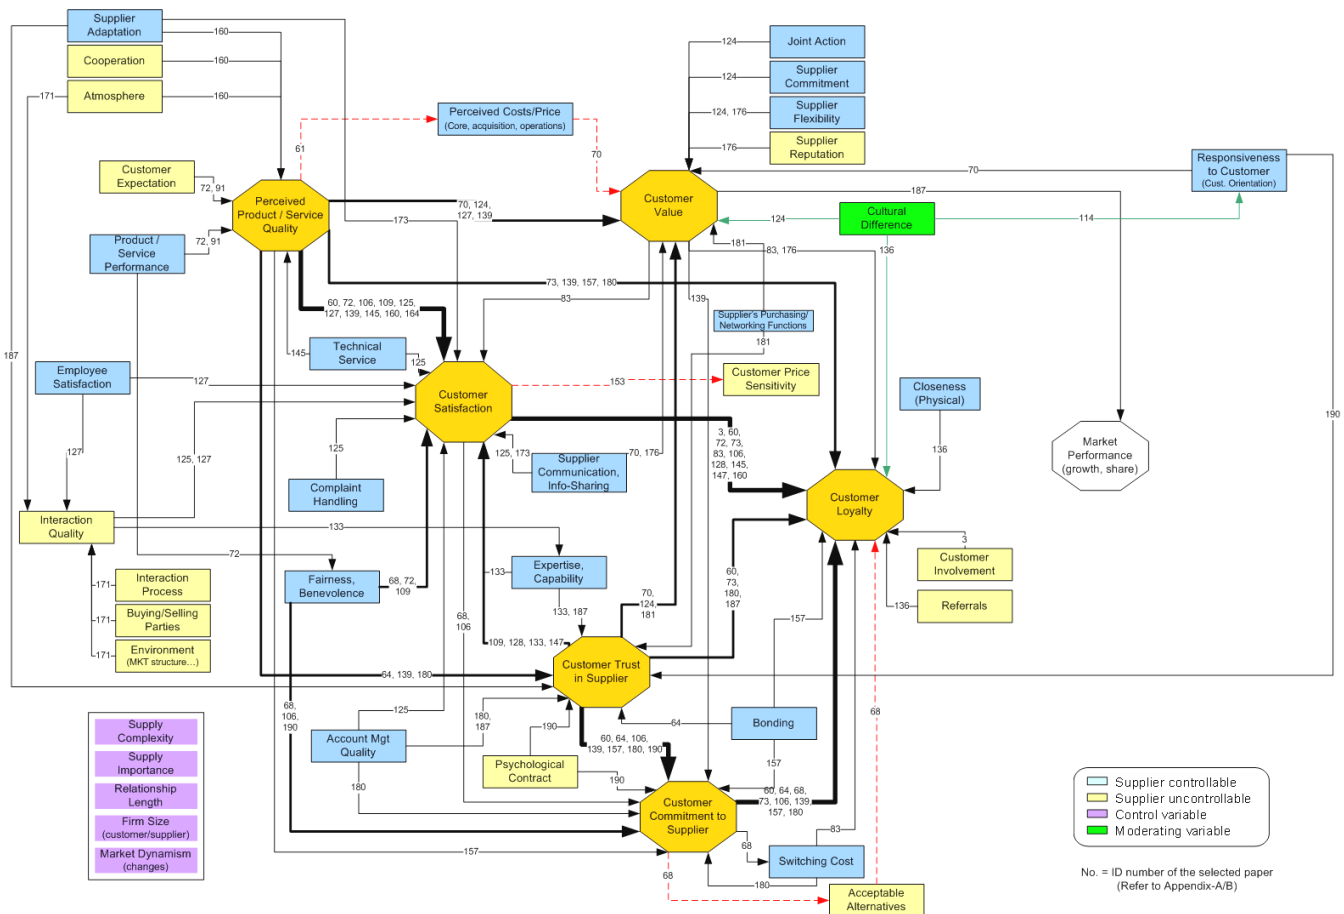 Supplier
Adaptation
160
Cooperation
160
Atmosphere
171
160
Joint Action
124
Supplier
Commitment
124
Supplier
Flexibility
124, 176
Supplier
Reputation
176
Perceived Costs/Price
(Core, acquisition, operations)
61
70
Customer
Expectation
72, 91
Perceived
Product / Service
Quality
70, 124,
127, 139
173
Customer
Value
70
187
Responsiveness
to Customer
(Cust. Orientation)
Cultural
Difference
124
114
136
Product /
Service
Performance
72, 91
181
83, 176
73, 139, 157, 180
60, 72, 106, 109, 125,
127, 139, 145, 160, 164
83
139
Supplier's Purchasing/
Networking Functions
181
187
Technical
Service
145
125
Employee
Satisfaction
127
Customer
Satisfaction
153
Customer Price
Sensitivity
Closeness
(Physical)
190
3, 60,
72, 73,
83, 106,
128, 145,
147, 160
Market
Performance
(growth, share)
136
127
125, 127
125
Complaint
Handling
125, 173
Supplier
Communication,
Info-Sharing
70, 176
Customer
Loyalty
Interaction
Quality
133
72
3
Customer
Involvement
Interaction
Process
171
Fairness,
Benevolence
68, 72,
109
133
Expertise,
Capability
133, 187
60,
73,
180,
187
70,
124,
181
Buying/Selling
Parties
171
136
Referrals
68,
106
157
Environment
(MKT structure...)
171
109, 128, 133, 147
Customer Trust
in Supplier
64, 139, 180
68,
106,
190
125
180,
187
190
64
Bonding
68
Supply
Complexity
Account Mgt
Quality
60, 64, 106,
139, 157, 180, 190
157
Supply
Importance
Psychological
Contract
190
180
Relationship
Length
Customer
Commitment to
Supplier
60, 64, 68,
73, 106, 139,
157, 180
Firm Size
(customer/supplier)
83
68
Switching Cost
Market Dynamism
(changes)
157
68
180
Acceptable
Alternatives
Supplier controllable
Supplier uncontrollable
Control variable
Moderating variable
No. = ID number of the selected paper
(Refer to Appendix-A/B)